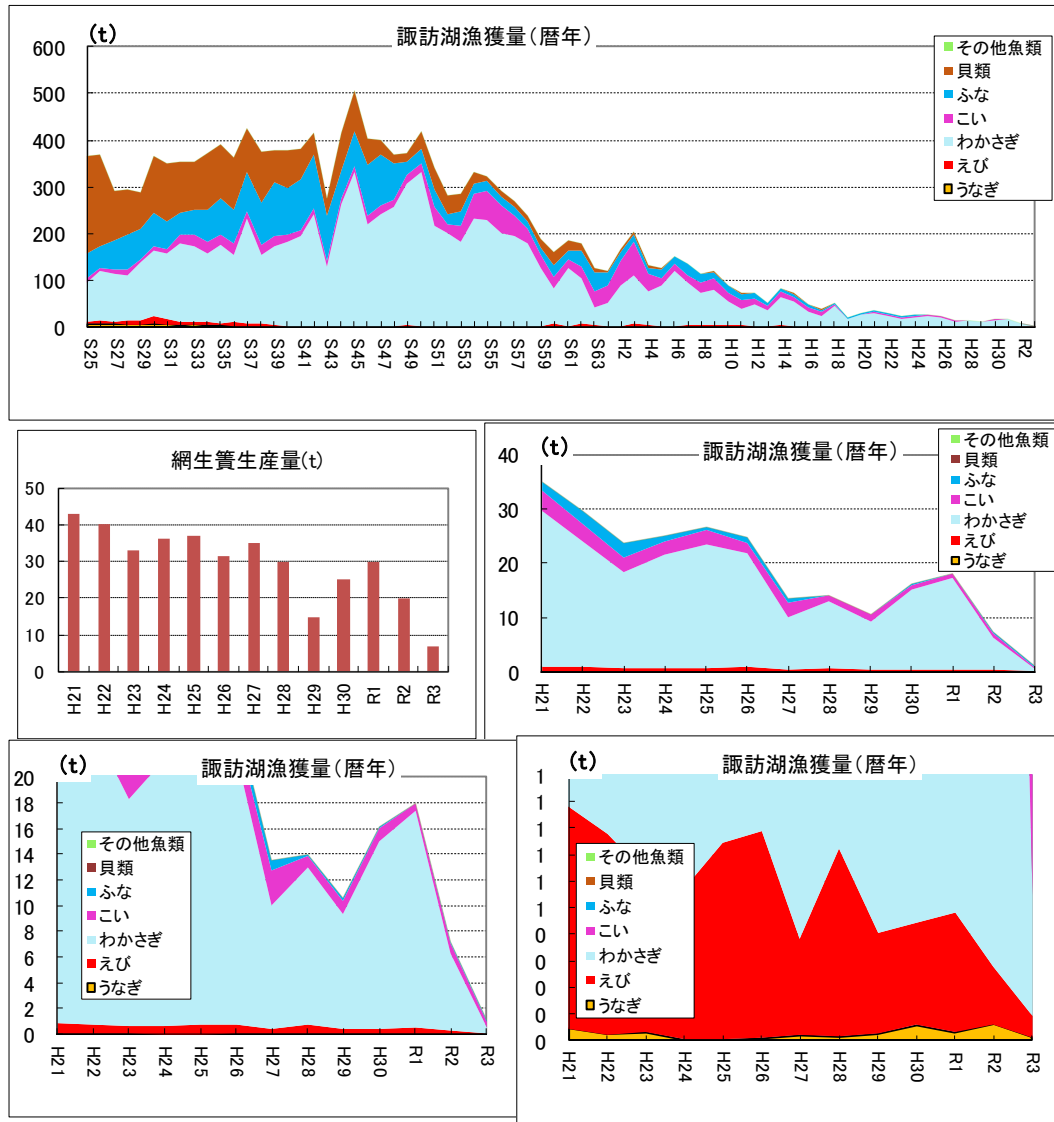 (t)
諏訪湖漁獲量(暦年)
600
500
400
300
200
100
0
その他魚類
貝類
ふな
こい
わかさぎ
えび
うなぎ
S25
S27
S29
S31
S33
S35
S37
S39
S41
S43
S45
S47
S49
S51
S53
S55
S57
S59
S61
S63
H2
H4
H6
H8
H10
H12
H14
H16
H18
H20
H22
H24
H26
H28
H30
R2
網生簀生産量(t)
50
40
30
20
10
0
H21
H22
H23
H24
H25
H26
H27
H28
H29
H30
R1
R2
R3
(t)
諏訪湖漁獲量(暦年)
40
30
20
10
0
その他魚類
貝類
ふな
こい
わかさぎ
えび
うなぎ
H21
H22
H23
H24
H25
H26
H27
H28
H29
H30
R1
R2
R3
(t)
諏訪湖漁獲量(暦年)
20
18
16
14
12
10
8
6
4
2
0
その他魚類
貝類
ふな
こい
わかさぎ
えび
うなぎ
H21
H22
H23
H24
H25
H26
H27
H28
H29
H30
R1
R2
R3
(t)
諏訪湖漁獲量(暦年)
1
1
1
1
1
1
0
0
0
0
0
その他魚類
貝類
ふな
こい
わかさぎ
えび
うなぎ
H21
H22
H23
H24
H25
H26
H27
H28
H29
H30
R1
R2
R3